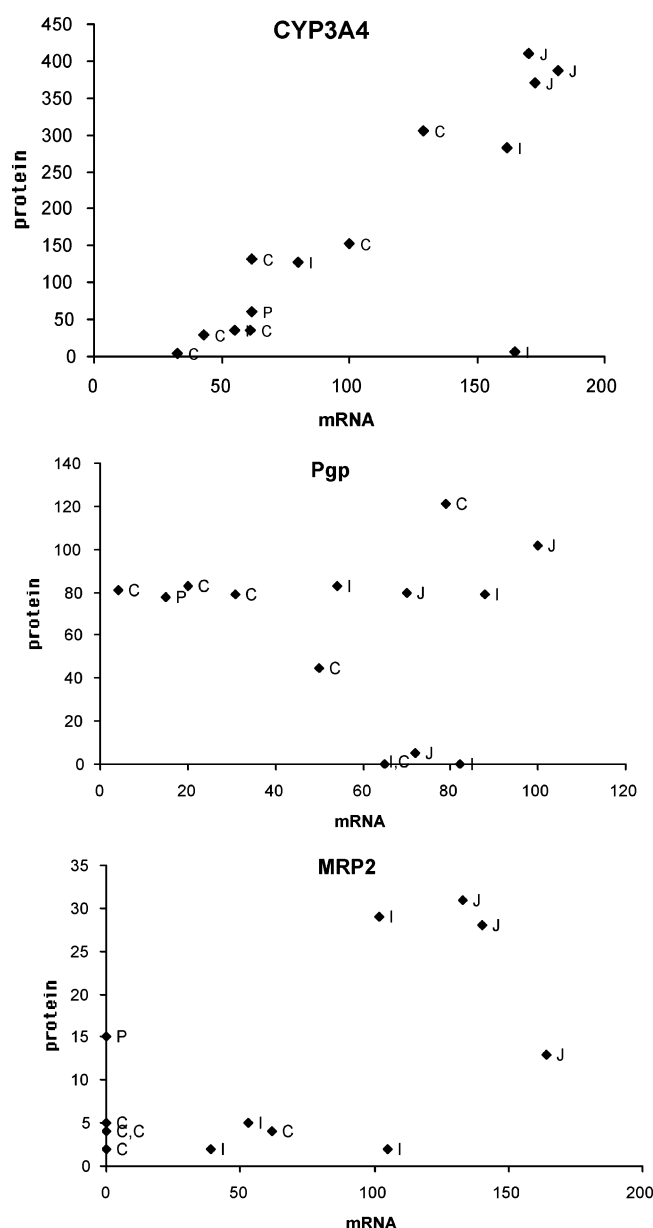 CYP3A4
450
400
350
300
250
200
150
100
50
0
protein
J
J
J
C
I
C
C
I
P
C
I
C
C
I
0 50 100 150 200
mRNA
Pgp
140
120
100
80
60
40
20
0
protein
C
J
C
P
C
C
I
J
I
C
J
I,C
I
0 20 40 60 80 100 120
mRNA
MRP2
35
30
25
20
15
10
5
0
protein
J
I
J
P
J
C
C,C
C
I
I
C
I
0 50 100 150 200
mRNA